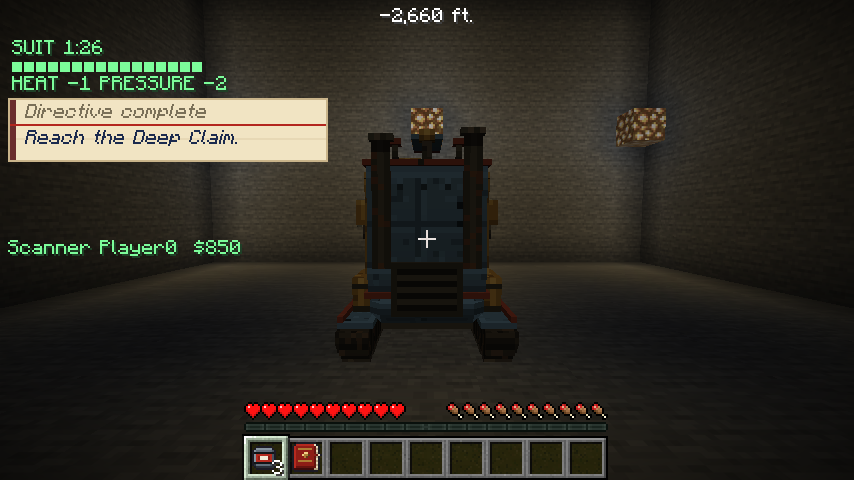 -2,660 ft.
SUIT 1:26
HEAT -1 PRESSURE -2
Directive complete
Reach the Deep Claim.
Scanner Player0 $850
3